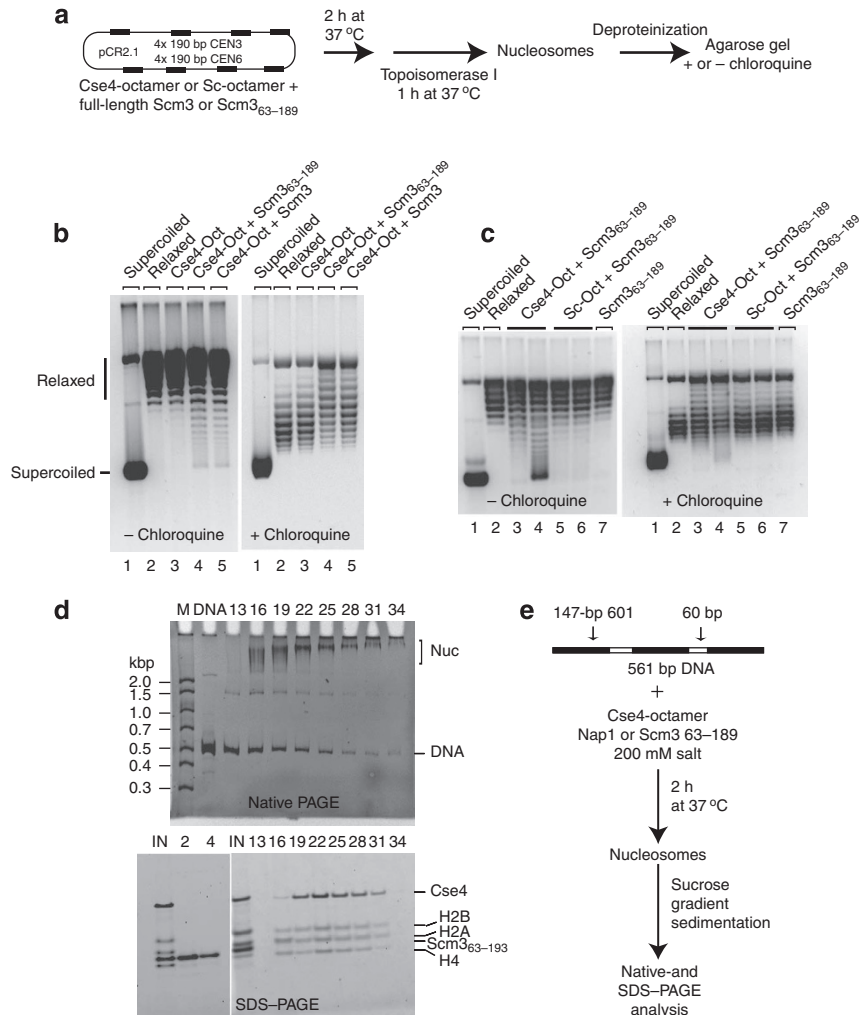 a
pCR2.1
4x 190 bp CEN3
4x 190 bp CEN6
Cse4-octamer or Sc-octamer +
full-length Scm3 or Scm3₆₃₋₁₈₉
2 h at
37 °C
Topoisomerase I
1 h at 37 °C
Nucleosomes
Deproteinization
Agarose gel
+ or – chloroquine
b
Supercoiled
Relaxed
Cse4-Oct
Cse4-Oct + Scm3₆₃₋₁₈₉
Cse4-Oct + Scm3
Supercoiled
Relaxed
Cse4-Oct
Cse4-Oct + Scm3₆₃₋₁₈₉
Cse4-Oct + Scm3
Relaxed
Supercoiled
– Chloroquine
+ Chloroquine
1 2 3 4 5
1 2 3 4 5
c
Supercoiled
Relaxed
Cse4-Oct + Scm3₆₃₋₁₈₉
Sc-Oct + Scm3₆₃₋₁₈₉
Scm3₆₃₋₁₈₉
Supercoiled
Relaxed
Cse4-Oct + Scm3₆₃₋₁₈₉
Sc-Oct + Scm3₆₃₋₁₈₉
Scm3₆₃₋₁₈₉
– Chloroquine
+ Chloroquine
1 2 3 4 5 6 7
1 2 3 4 5 6 7
d
M DNA 13 16 19 22 25 28 31 34
kbp
2.0
1.5
1.0
0.7
0.5
0.3
Nuc
DNA
Native PAGE
IN 2 4
IN 13 16 19 22 25 28 31 34
Cse4
H2B
H2A
Scm3₆₃₋₁₉₃
H4
SDS–PAGE
e
147-bp 601
60 bp
561 bp DNA
+
Cse4-octamer
Nap1 or Scm3 63–189
200 mM salt
2 h
at 37 °C
Nucleosomes
Sucrose
gradient
sedimentation
Native-and
SDS–PAGE
analysis